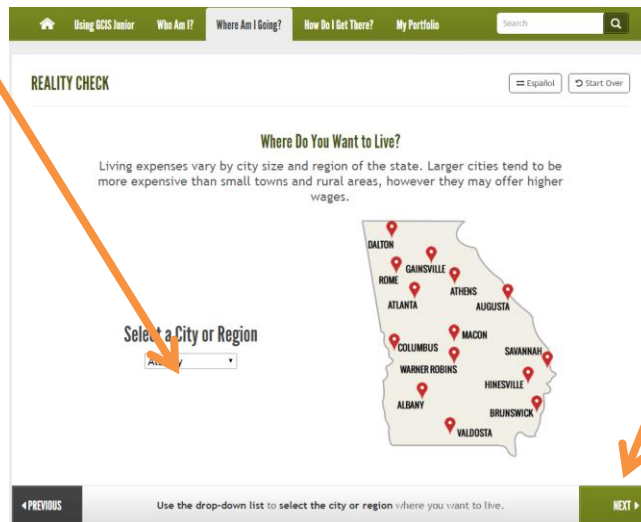 Using GCIS Junior Who Am I? Where Am I Going? How Do I Get There? My Portfolio Search
REALITY CHECK
Español Start Over
Where Do You Want to Live?
Living expenses vary by city size and region of the state. Larger cities tend to be
more expensive than small towns and rural areas, however they may offer higher
wages.
DALTON
GAINSVILLE
ROME
ATHENS
ATLANTA
AUGUSTA
Select a City or Region
MACON
COLUMBUS
SAVANNAH
WARNER ROBINS
HINESVILLE
ALBANY
BRUNSWICK
VALDOSTA
PREVIOUS
Use the drop-down list to select the city or region where you want to live.
NEXT